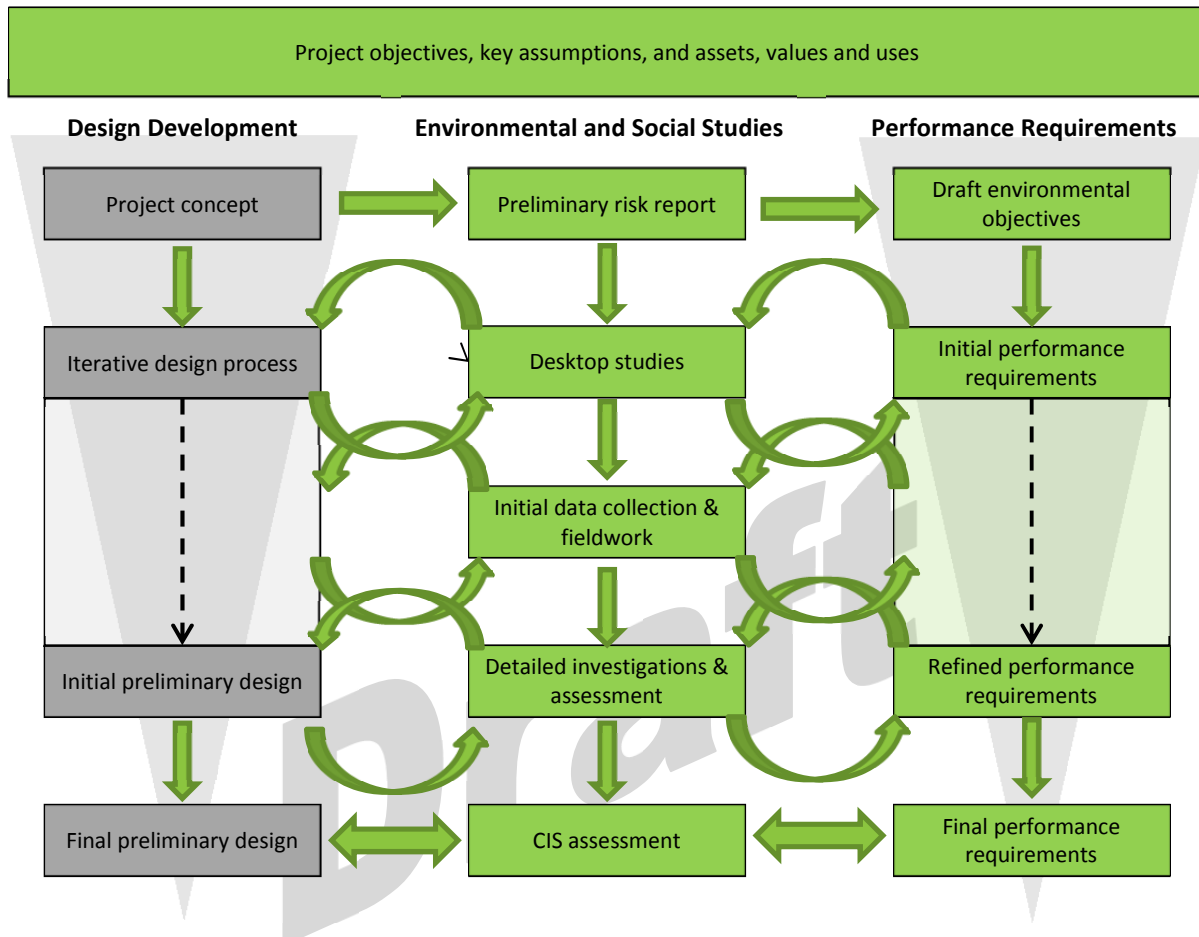 Project objectives, key assumptions, and assets, values and uses
Design Development
Environmental and Social Studies
Performance Requirements
Project concept
Preliminary risk report
Draft environmental
objectives
Iterative design process
Desktop studies
Initial performance
requirements
Initial data collection &
fieldwork
Initial preliminary design
Detailed investigations &
assessment
Refined performance
requirements
Final preliminary design
CIS assessment
Final performance
requirements
Draft